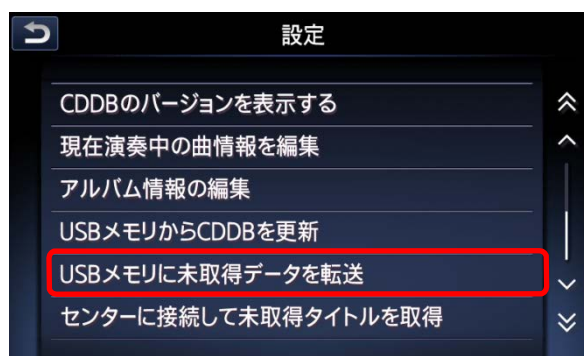 設定
CDDBのバージョンを表示する
現在演奏中の曲情報を編集
アルバム情報の編集
USBメモリからCDDBを更新
USBメモリに未取得データを転送
センターに接続して未取得タイトルを取得